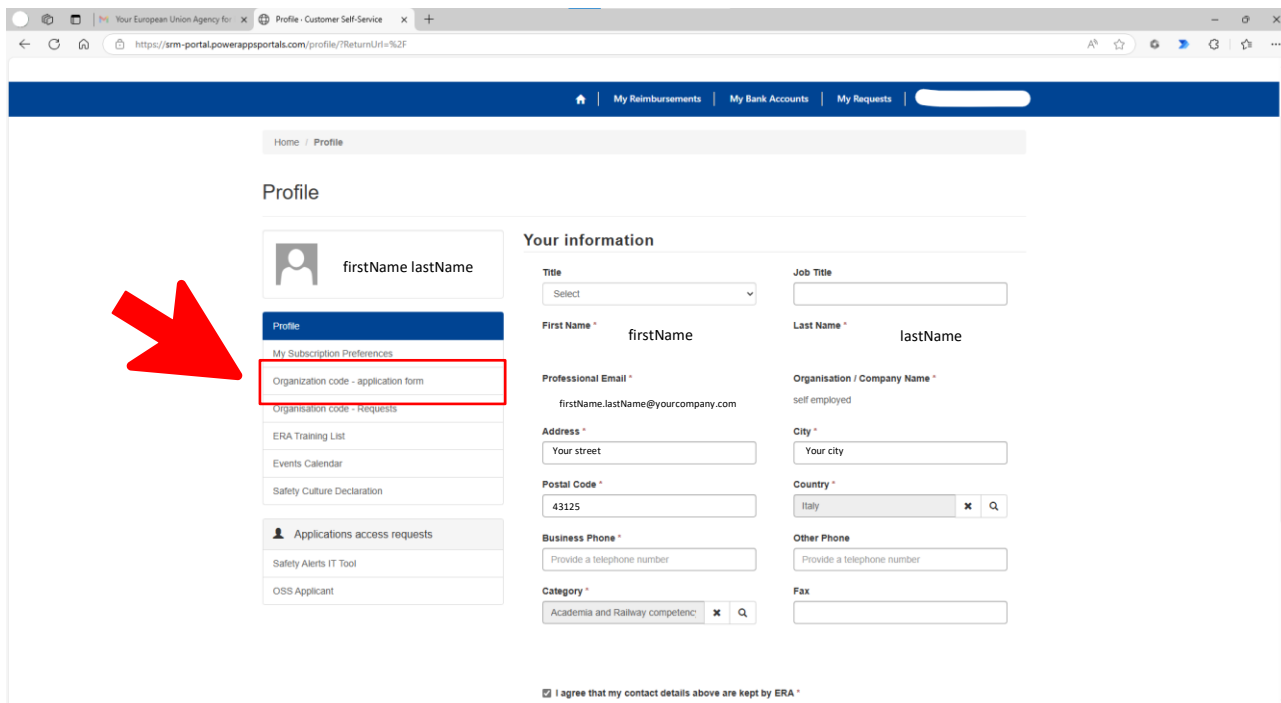 Your European Union Agency for
Profile · Customer Self-Service
https://srm-portal.powerappsportals.com/profile/?ReturnUrl=%2F
My Reimbursements | My Bank Accounts | My Requests
Home / Profile
Profile
firstName lastName
Profile
My Subscription Preferences
Organization code - application form
Organisation code - Requests
ERA Training List
Events Calendar
Safety Culture Declaration
Applications access requests
Safety Alerts IT Tool
OSS Applicant
Your information
Title
Job Title
Select
First Name *
Last Name *
firstName
lastName
Professional Email *
Organisation / Company Name *
firstName.lastName@yourcompany.com
self employed
Address *
City *
Your street
Your city
Postal Code *
Country *
43125
Italy
Business Phone *
Other Phone
Provide a telephone number
Provide a telephone number
Category *
Fax
Academia and Railway competenc
I agree that my contact details above are kept by ERA *